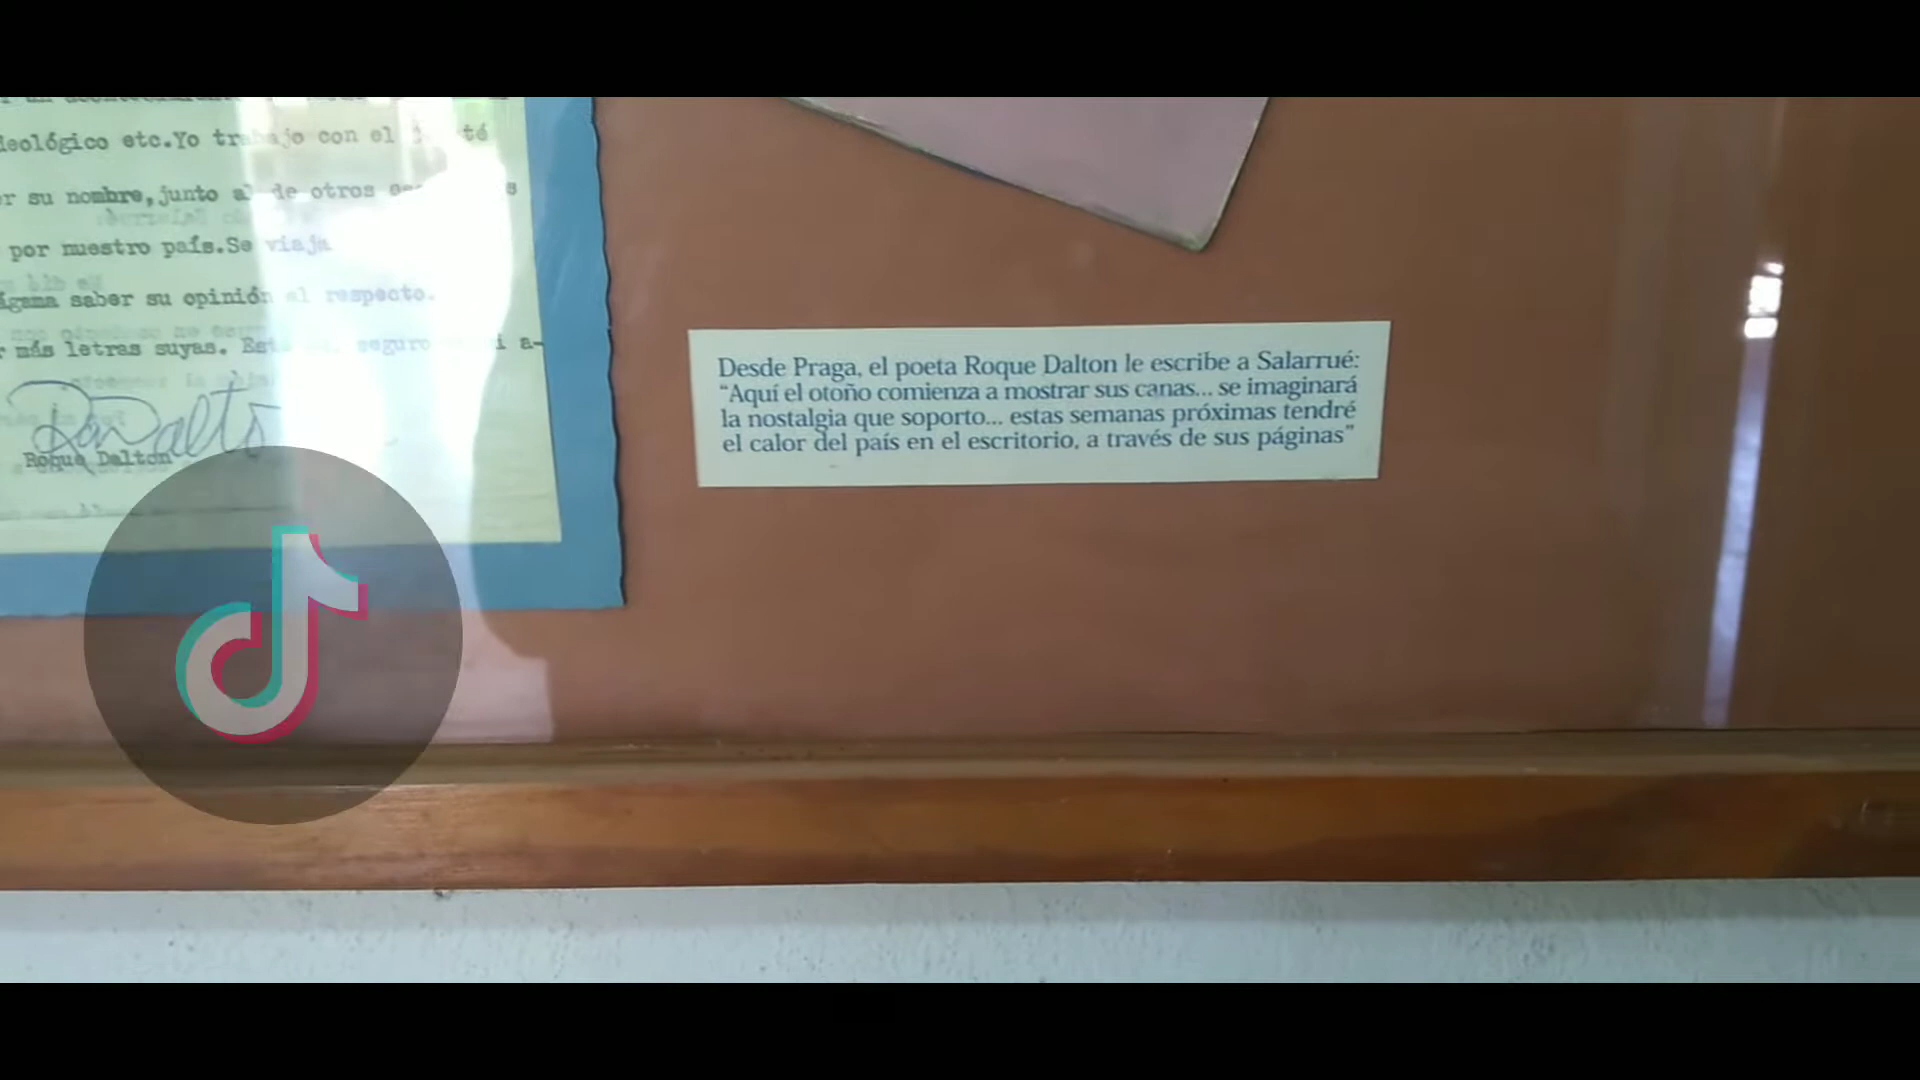 etc.Yo trabajo con el
su nombre,junto al de otros
por nuestro país.Se viaja
saber su opinión al respecto.
más letras suyas. seguro a-
Roque Dalton
Desde Praga, el poeta Roque Dalton le escribe a Salarrué:
“Aquí el otoño comienza a mostrar sus canas... se imaginará
la nostalgia que soporto... estas semanas próximas tendré
el calor del país en el escritorio, a través de sus páginas”